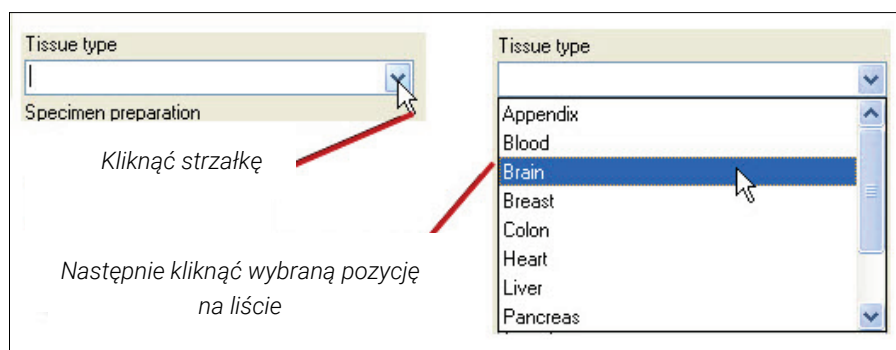 Tissue type
Specimen preparation
Kliknąć strzałkę
Następnie kliknąć wybraną pozycję
na liście
Tissue type
Appendix
Blood
Brain
Breast
Colon
Heart
Liver
Pancreas